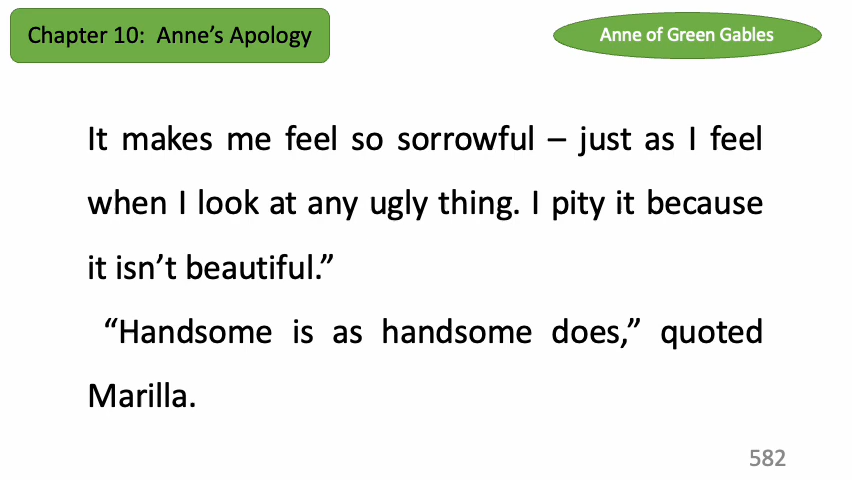 Chapter 10:  Anne’s Apology
Anne of Green Gables
It makes me feel so sorrowful – just as I feel
when I look at any ugly thing. I pity it because
it isn’t beautiful.”
“Handsome is as handsome does,” quoted
Marilla.
582